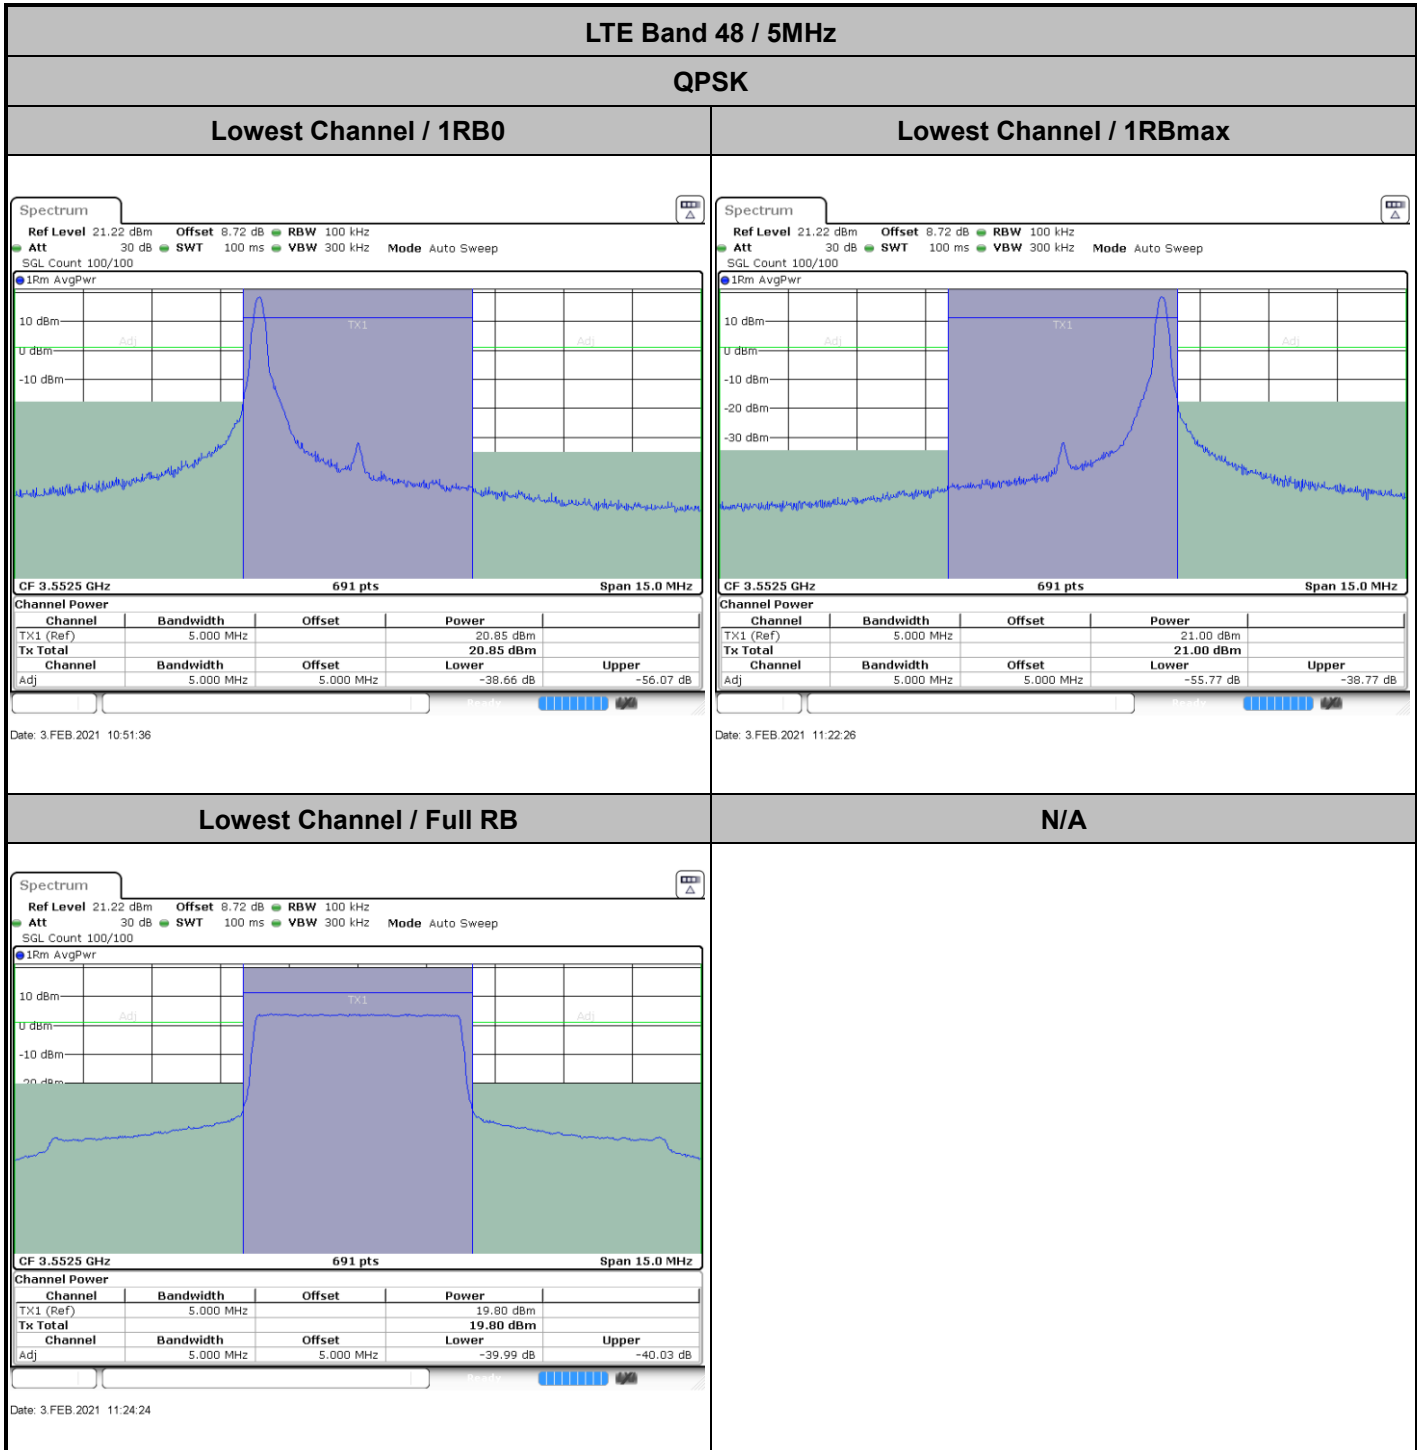 LTE Band 48 / 5MHz
QPSK
Lowest Channel / 1RB0
Lowest Channel / 1RBmax
Spectrum
Ref Level 21.22 dBm Offset 8.72 dB RBW 100 kHz
Att 30 dB SWT 100 ms VBW 300 kHz Mode Auto Sweep
SGL Count 100/100
1Rm AvgPwr
10 dBm
TX1
Adj
Adj
0 dBm
-10 dBm
CF 3.5525 GHz 691 pts Span 15.0 MHz
Channel Power
Channel Bandwidth Offset Power
TX1 (Ref) 5.000 MHz 20.85 dBm
Tx Total 20.85 dBm
Channel Bandwidth Offset Lower Upper
Adj 5.000 MHz 5.000 MHz -38.66 dB -56.07 dB
Ready
Date: 3.FEB.2021 10:51:36
Spectrum
Ref Level 21.22 dBm Offset 8.72 dB RBW 100 kHz
Att 30 dB SWT 100 ms VBW 300 kHz Mode Auto Sweep
SGL Count 100/100
1Rm AvgPwr
10 dBm
TX1
Adj
Adj
0 dBm
-10 dBm
-20 dBm
-30 dBm
CF 3.5525 GHz 691 pts Span 15.0 MHz
Channel Power
Channel Bandwidth Offset Power
TX1 (Ref) 5.000 MHz 21.00 dBm
Tx Total 21.00 dBm
Channel Bandwidth Offset Lower Upper
Adj 5.000 MHz 5.000 MHz -55.77 dB -38.77 dB
Ready
Date: 3.FEB.2021 11:22:26
Lowest Channel / Full RB
N/A
Spectrum
Ref Level 21.22 dBm Offset 8.72 dB RBW 100 kHz
Att 30 dB SWT 100 ms VBW 300 kHz Mode Auto Sweep
SGL Count 100/100
1Rm AvgPwr
10 dBm
TX1
Adj
Adj
0 dBm
-10 dBm
-20 dBm
CF 3.5525 GHz 691 pts Span 15.0 MHz
Channel Power
Channel Bandwidth Offset Power
TX1 (Ref) 5.000 MHz 19.80 dBm
Tx Total 19.80 dBm
Channel Bandwidth Offset Lower Upper
Adj 5.000 MHz 5.000 MHz -39.99 dB -40.03 dB
Ready
Date: 3.FEB.2021 11:24:24